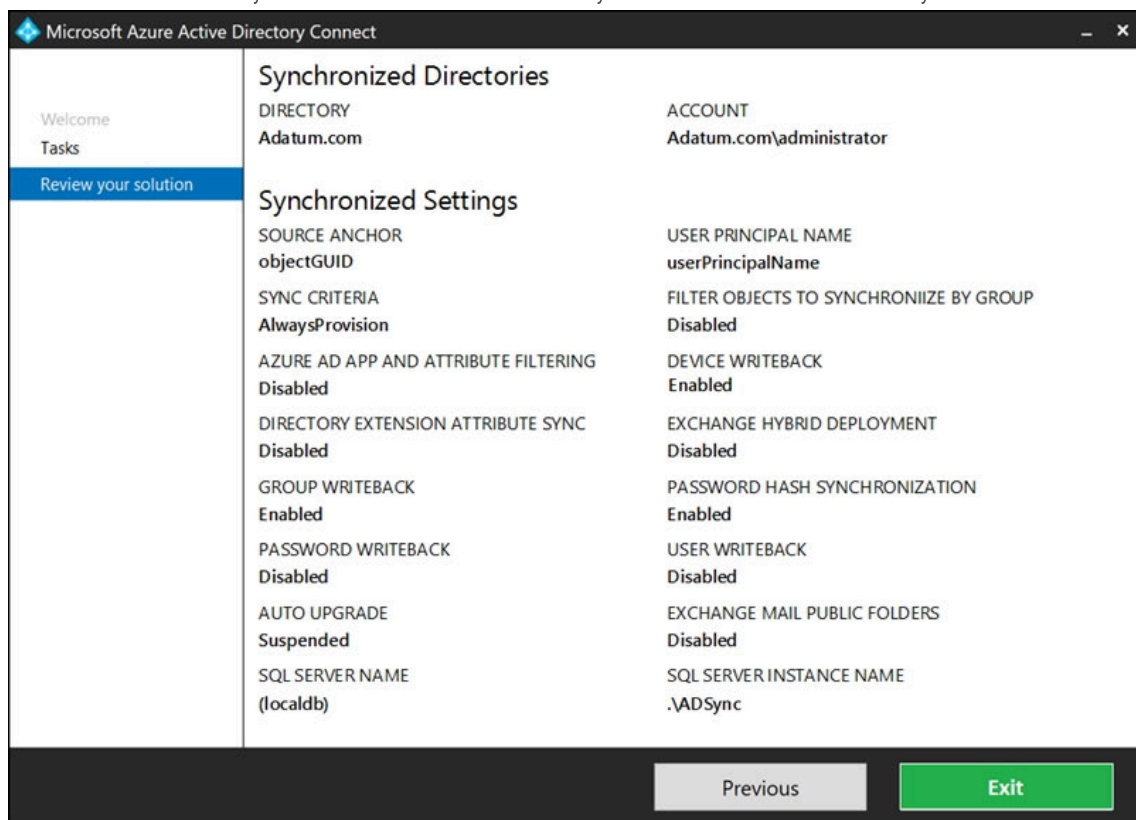 Microsoft Azure Active Directory Connect
Welcome
Tasks
Review your solution
Synchronized Directories
DIRECTORY ACCOUNT
Adatum.com Adatum.com\administrator
Synchronized Settings
SOURCE ANCHOR USER PRINCIPAL NAME
objectGUID userPrincipalName
SYNC CRITERIA FILTER OBJECTS TO SYNCHRONIIZE BY GROUP
AlwaysProvision Disabled
AZURE AD APP AND ATTRIBUTE FILTERING DEVICE WRITEBACK
Disabled Enabled
DIRECTORY EXTENSION ATTRIBUTE SYNC EXCHANGE HYBRID DEPLOYMENT
Disabled Disabled
GROUP WRITEBACK PASSWORD HASH SYNCHRONIZATION
Enabled Enabled
PASSWORD WRITEBACK USER WRITEBACK
Disabled Disabled
AUTO UPGRADE EXCHANGE MAIL PUBLIC FOLDERS
Suspended Disabled
SQL SERVER NAME SQL SERVER INSTANCE NAME
(localdb) .\ADSync
Previous Exit